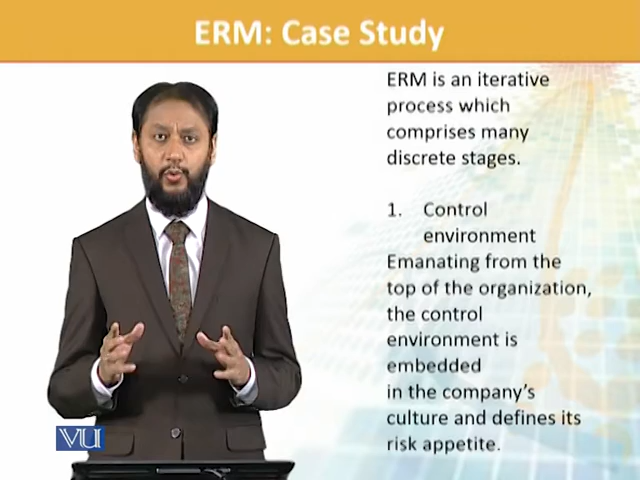 ERM: Case Study
ERM is an iterative
process which
comprises many
discrete stages.
1. Control
environment
Emanating from the
top of the organization,
the control
environment is
embedded
in the company's
culture and defines its
risk appetite.
VU